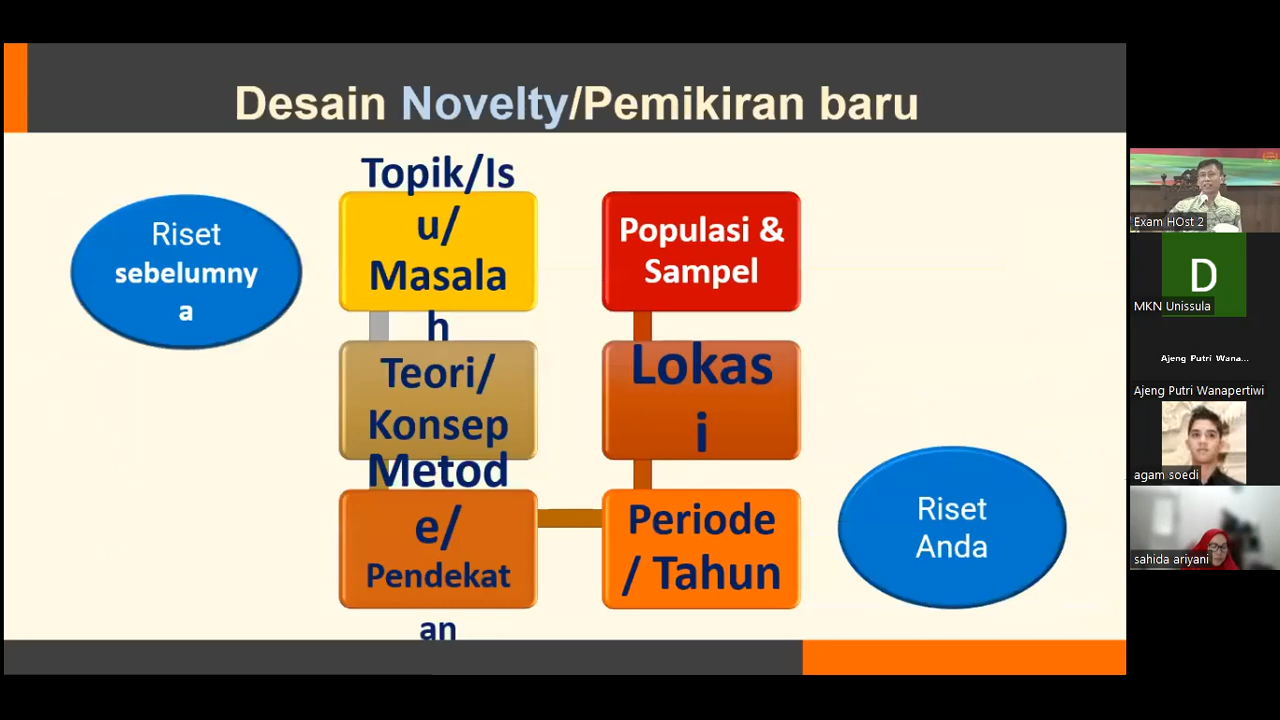 Desain Novelty/Pemikiran baru
Riset
sebelumny
a
Topik/Is
u/
Masala
h
Teori/
Konsep
Metod
e/
Pendekat
an
Populasi &
Sampel
Lokas
i
Periode
/ Tahun
Riset
Anda
Exam HOst 2
D
MKN Unissula
Ajeng Putri Wana...
Ajeng Putri Wanapertiwi
agam soedi
sahida ariyani